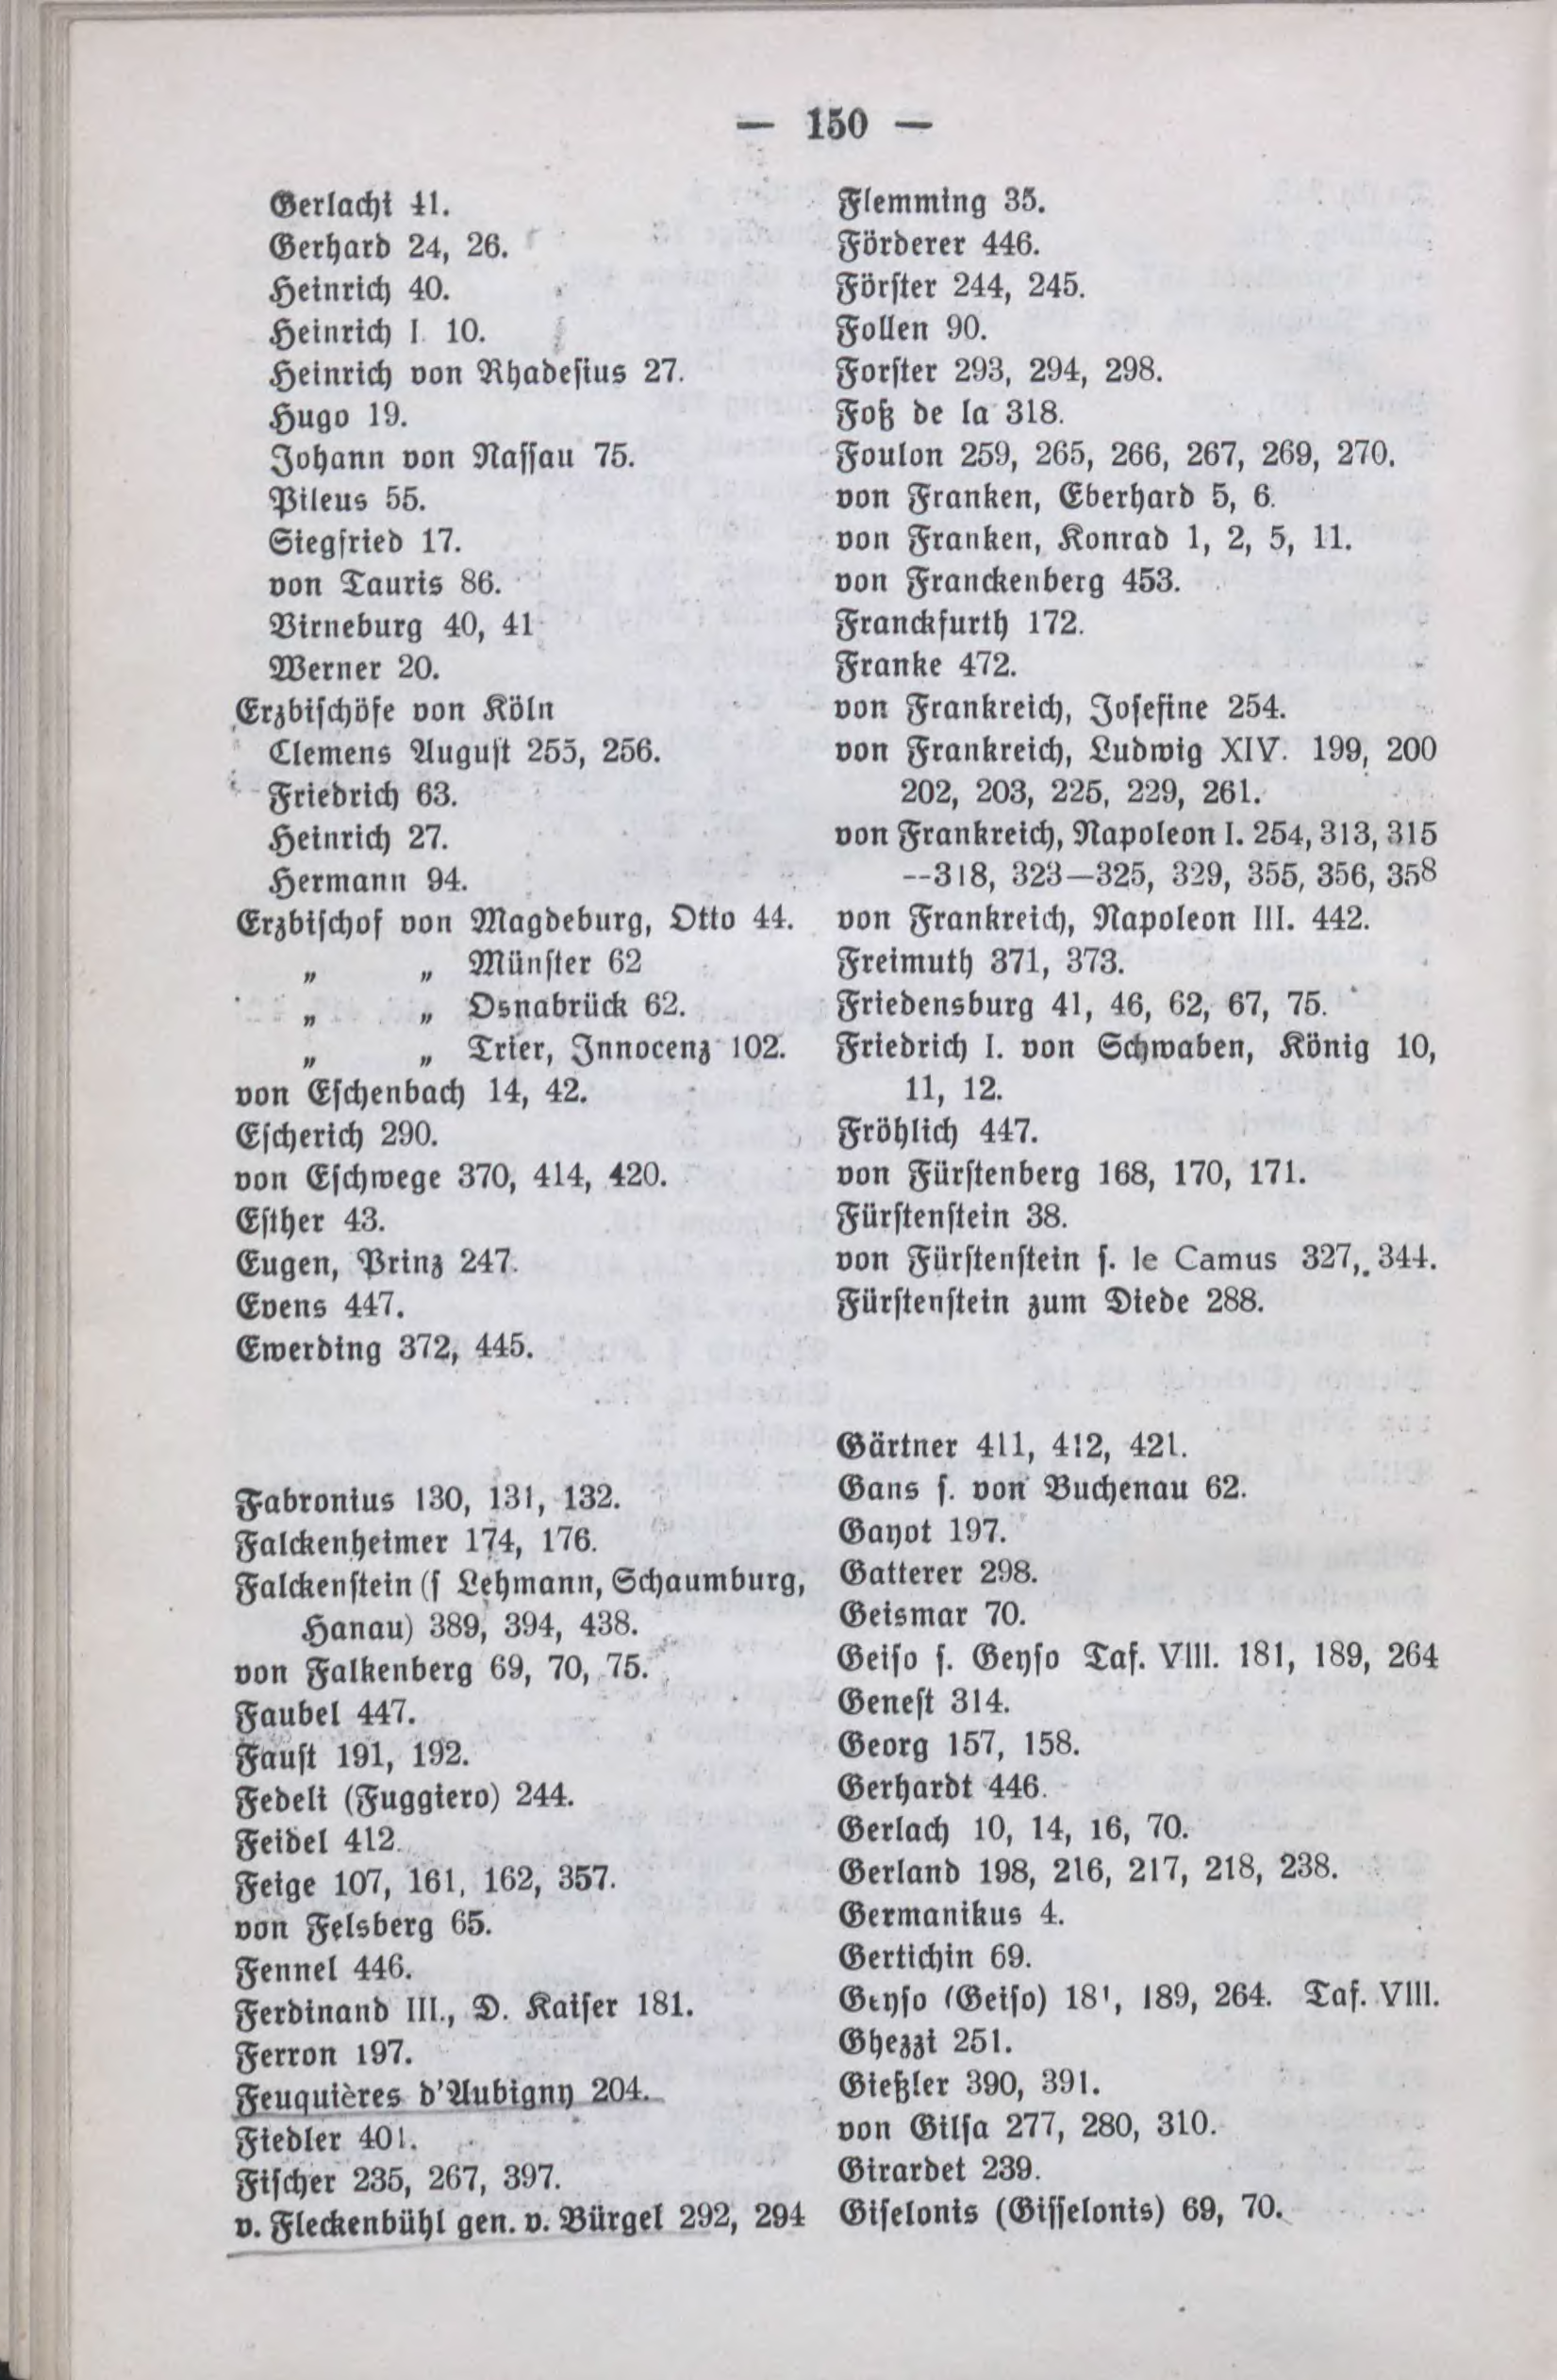 — 150 —
Gerlachi 41.
Gerhard 24, 26.
Heinrich 40.
Heinrich I. 10.
Heinrich von Rhadesius 27.
Hugo 19.
Johann von Nassau 75.
Pileus 55.
Siegfried 17.
von Tauris 86.
Virneburg 40, 41
Werner 20.
Erzbischöfe von Köln
Clemens August 255, 256.
Friedrich 63.
Heinrich 27.
Hermann 94.
Erzbischof von Magdeburg, Otto 44.
„ „ Münster 62
„ „ Osnabrück 62.
„ „ Trier, Innocenz 102.
von Eschenbach 14, 42.
Escherich 290.
von Eschwege 370, 414, 420.
Esther 43.
Eugen, Prinz 247.
Evens 447.
Ewerding 372, 445.
Fabronius 130, 131, 132.
Falckenheimer 174, 176.
Falckenstein (s Lehmann, Schaumburg,
Hanau) 389, 394, 438.
von Falkenberg 69, 70, 75.
Faubel 447.
Faust 191, 192.
Fedeli (Fuggiero) 244.
Feidel 412.
Feige 107, 161, 162, 357.
von Felsberg 65.
Fennel 446.
Ferdinand III., D. Kaiser 181.
Ferron 197.
Feuquières d'Aubigny 204.
Fiedler 401.
Fischer 235, 267, 397.
v. Fleckenbühl gen. v. Bürgel 292, 294
Flemming 35.
Förderer 446.
Förster 244, 245.
Follen 90.
Forster 293, 294, 298.
Foß de la 318.
Foulon 259, 265, 266, 267, 269, 270.
von Franken, Eberhard 5, 6.
von Franken, Konrad 1, 2, 5, 11.
von Franckenberg 453.
Franckfurth 172.
Franke 472.
von Frankreich, Josefine 254.
von Frankreich, Ludwig XIV. 199, 200
202, 203, 225, 229, 261.
von Frankreich, Napoleon I. 254, 313, 315
--318, 323—325, 329, 355, 356, 358
von Frankreich, Napoleon III. 442.
Freimuth 371, 373.
Friedensburg 41, 46, 62, 67, 75.
Friedrich I. von Schwaben, König 10,
11, 12.
Fröhlich 447.
von Fürstenberg 168, 170, 171.
Fürstenstein 38.
von Fürstenstein s. le Camus 327, 344.
Fürstenstein zum Diede 288.
Gärtner 411, 412, 421.
Gans s. von Buchenau 62.
Gayot 197.
Gatterer 298.
Geismar 70.
Geiso s. Geyso Taf. VIII. 181, 189, 264
Genest 314.
Georg 157, 158.
Gerhardt 446.
Gerlach 10, 14, 16, 70.
Gerland 198, 216, 217, 218, 238.
Germanikus 4.
Gertichin 69.
Geyso (Geiso) 181, 189, 264. Taf. VIII.
Ghezzi 251.
Gießler 390, 391.
von Gilsa 277, 280, 310.
Girardet 239.
Giselonis (Gisselonis) 69, 70.